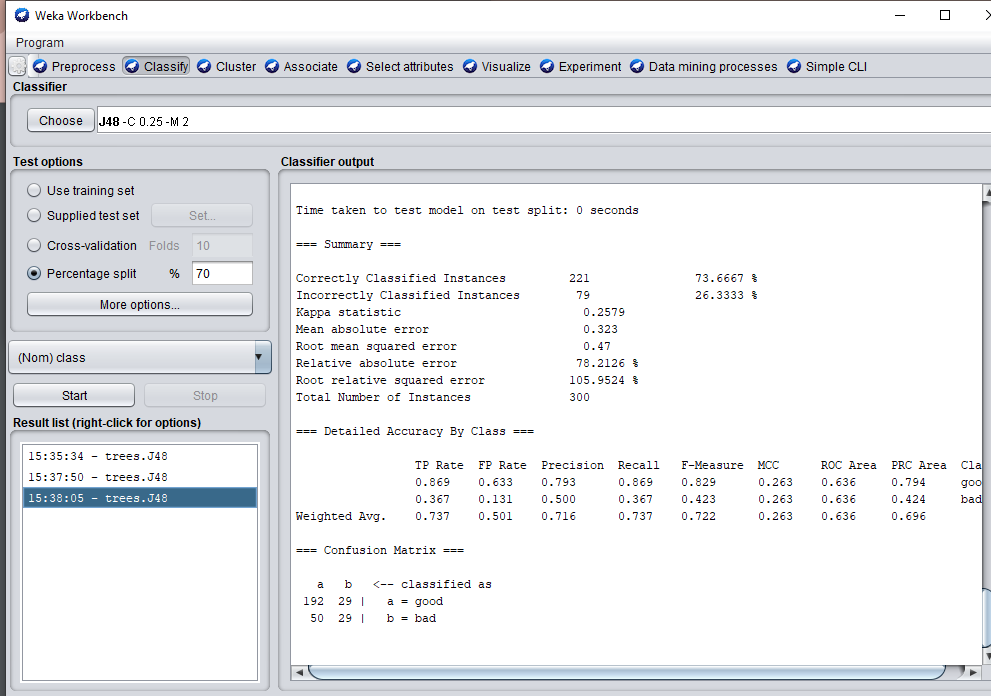 Weka Workbench
Program
Preprocess Classify Cluster Associate Select attributes Visualize Experiment Data mining processes Simple CLI
Classifier
Choose J48 -C 0.25 -M 2
Test options
Use training set
Supplied test set Set...
Cross-validation Folds 10
Percentage split % 70
More options...
(Nom) class
Start Stop
Result list (right-click for options)
15:35:34 - trees.J48
15:37:50 - trees.J48
15:38:05 - trees.J48
Classifier output
Time taken to test model on test split: 0 seconds
=== Summary ===
Correctly Classified Instances 221 73.6667 %
Incorrectly Classified Instances 79 26.3333 %
Kappa statistic 0.2579
Mean absolute error 0.323
Root mean squared error 0.47
Relative absolute error 78.2126 %
Root relative squared error 105.9524 %
Total Number of Instances 300
=== Detailed Accuracy By Class ===
TP Rate FP Rate Precision Recall F-Measure MCC ROC Area PRC Area Cla
0.869 0.633 0.793 0.869 0.829 0.263 0.636 0.794 goo
0.367 0.131 0.500 0.367 0.423 0.263 0.636 0.424 bad
Weighted Avg. 0.737 0.501 0.716 0.737 0.722 0.263 0.636 0.696
=== Confusion Matrix ===
a b <-- classified as
192 29 | a = good
50 29 | b = bad